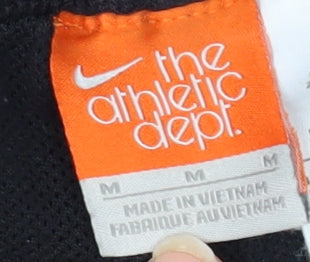 the
athletic
dept.
M M M
MADE IN VIETNAM
FABRIQUE AU VIETNAM